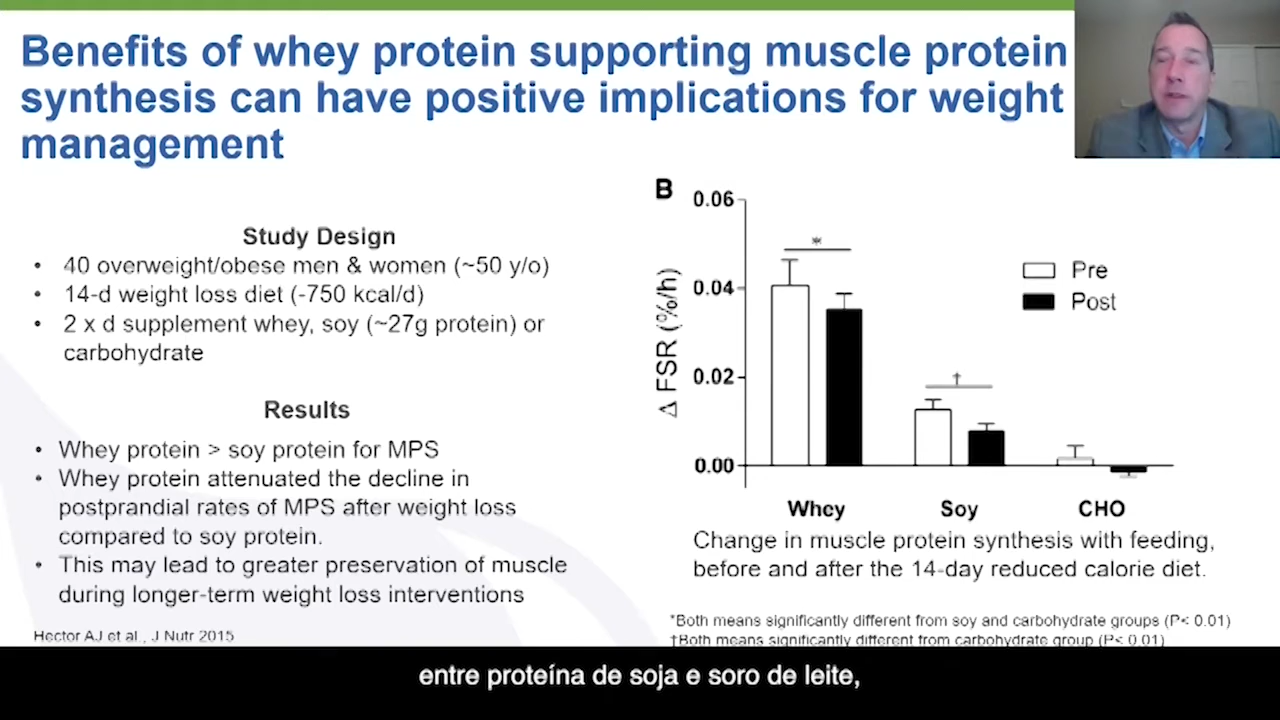 Benefits of whey protein supporting muscle protein
synthesis can have positive implications for weight
management
Study Design
• 40 overweight/obese men & women (~50 y/o)
• 14-d weight loss diet (-750 kcal/d)
• 2 x d supplement whey, soy (~27g protein) or
carbohydrate
Results
• Whey protein > soy protein for MPS
• Whey protein attenuated the decline in
postprandial rates of MPS after weight loss
compared to soy protein.
• This may lead to greater preservation of muscle
during longer-term weight loss interventions
Hector AJ et al., J Nutr 2015
B
0.06
0.04
0.02
0.00
Δ FSR (%/h)
*
†
Pre
Post
Whey Soy CHO
Change in muscle protein synthesis with feeding,
before and after the 14-day reduced calorie diet.
*Both means significantly different from soy and carbohydrate groups (P< 0.01)
†Both means significantly different from carbohydrate group (P< 0.01)
entre proteína de soja e soro de leite,